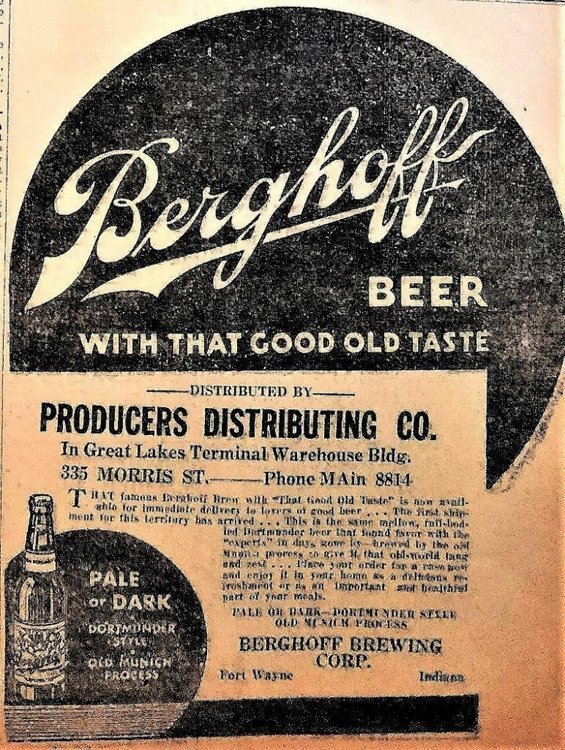 Berghoff
BEER
WITH THAT GOOD OLD TASTE
DISTRIBUTED BY
PRODUCERS DISTRIBUTING CO.
In Great Lakes Terminal Warehouse Bldg.
335 MORRIS ST.——Phone MAin 8814
THAT famous Berghoff Brew with "That Good Old Taste" is now avail-
able for immediate delivery to lovers of good beer . . . The first ship-
ment for this territory has arrived . . . This is the same mellow, full-bod-
ied Dortmunder beer that found favor with the
"experts" in days gone by—brewed by the old
Munich process to give it that old-world tang
and zest . . . Place your order for a case now
and enjoy it in your home as a delicious re-
freshment or as an important and healthful
part of your meals.
PALE OR DARK—DORTMUNDER STYLE
OLD MUNICH PROCESS
BERGHOFF BREWING
CORP.
Fort Wayne Indiana
PALE
or DARK
DORTMUNDER
STYLE
OLD MUNICH
PROCESS